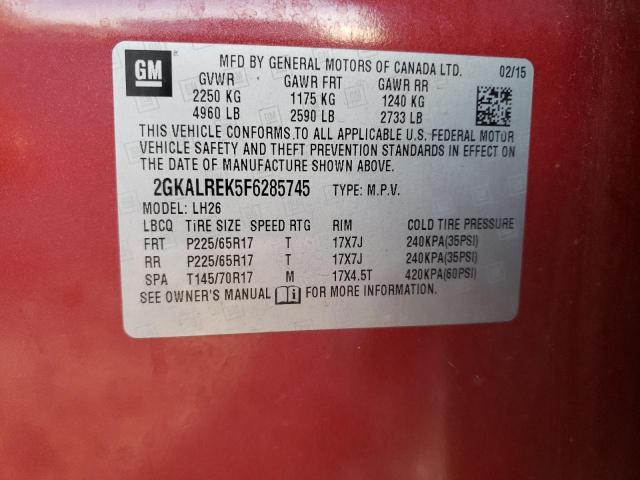 GM
MFD BY GENERAL MOTORS OF CANADA LTD. 02/15
GVWR GAWR FRT GAWR RR
2250 KG 1175 KG 1240 KG
4960 LB 2590 LB 2733 LB
THIS VEHICLE CONFORMS TO ALL APPLICABLE U.S. FEDERAL MOTOR
VEHICLE SAFETY AND THEFT PREVENTION STANDARDS IN EFFECT ON
THE DATE OF MANUFACTURE SHOWN ABOVE.
2GKALREK5F6285745 TYPE: M.P.V.
MODEL: LH26
LBCQ TIRE SIZE SPEED RTG RIM COLD TIRE PRESSURE
FRT P225/65R17 T 17X7J 240KPA(35PSI)
RR P225/65R17 T 17X7J 240KPA(35PSI)
SPA T145/70R17 M 17X4.5T 420KPA(60PSI)
SEE OWNER'S MANUAL FOR MORE INFORMATION.